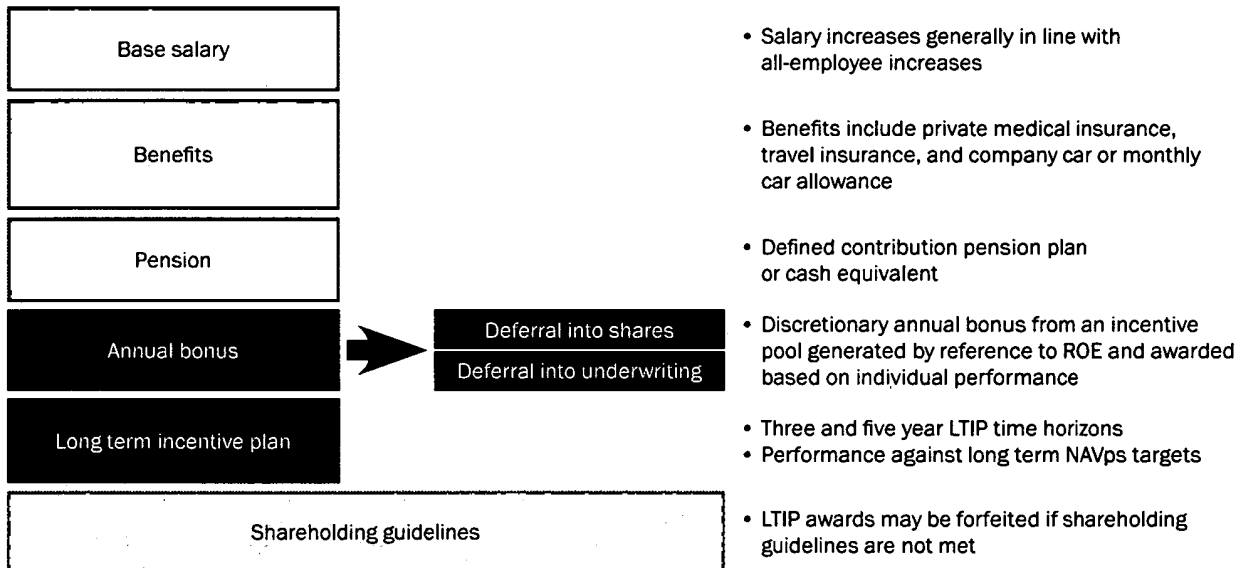 Base salary
• Salary increases generally in line with
all-employee increases
Benefits
• Benefits include private medical insurance,
travel insurance, and company car or monthly
car allowance
Pension
• Defined contribution pension plan
or cash equivalent
Annual bonus
Deferral into shares
Deferral into underwriting
• Discretionary annual bonus from an incentive
pool generated by reference to ROE and awarded
based on individual performance
Long term incentive plan
• Three and five year LTIP time horizons
• Performance against long term NAVps targets
Shareholding guidelines
• LTIP awards may be forfeited if shareholding
guidelines are not met